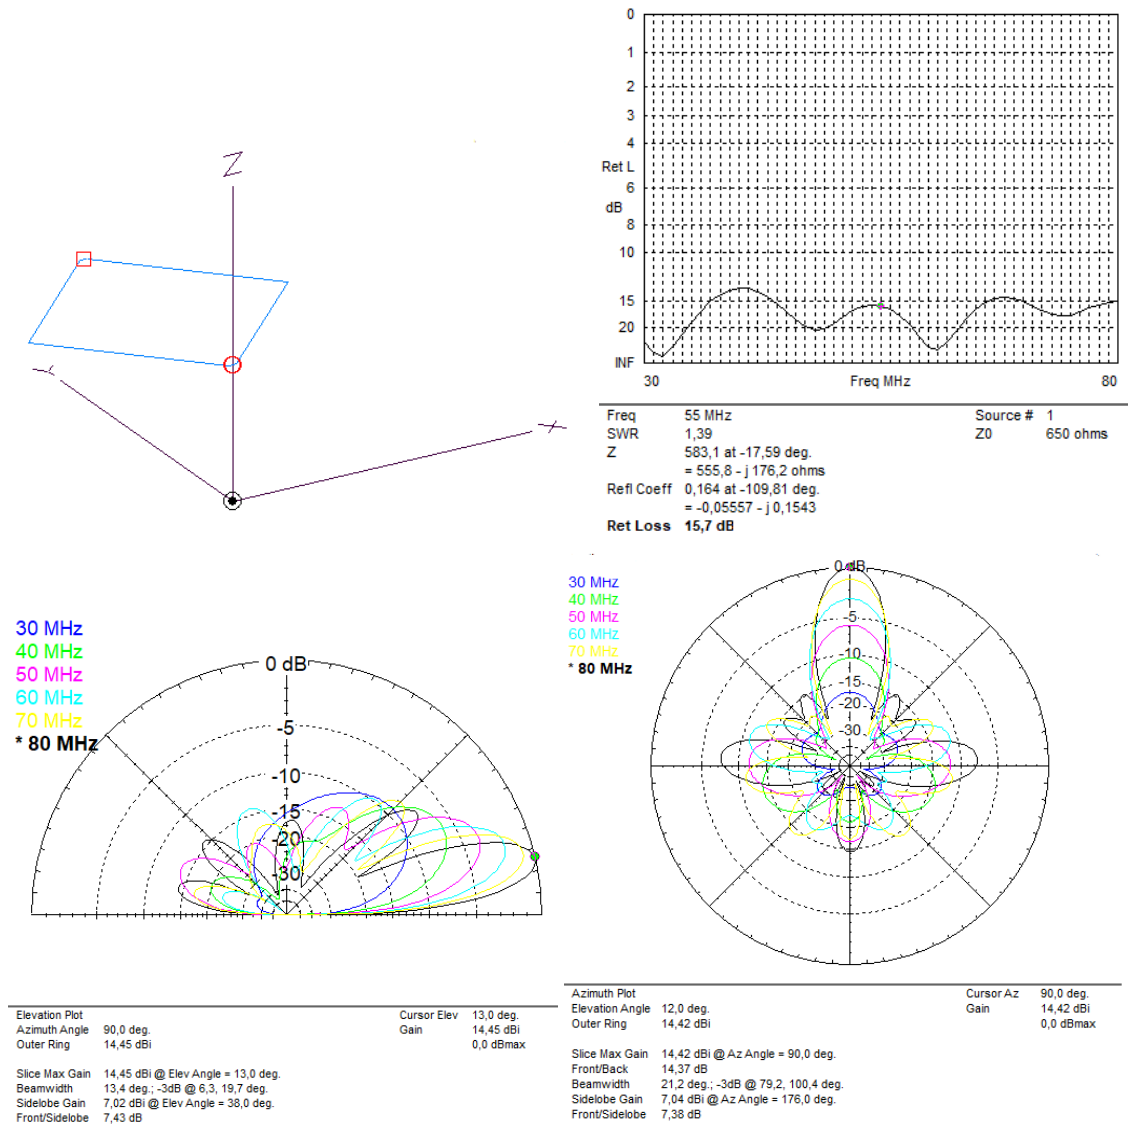 Z
Y
X
0
1
2
3
4
Ret L
6
dB
8
10
15
20
INF
30 Freq MHz 80
Freq 55 MHz Source # 1
SWR 1,39 Z0 650 ohms
Z 583,1 at -17,59 deg.
= 555,8 - j 176,2 ohms
Refl Coeff 0,164 at -109,81 deg.
= -0,05557 - j 0,1543
Ret Loss 15,7 dB
30 MHz
40 MHz
50 MHz
60 MHz
70 MHz
* 80 MHz
0 dB
-5
-10
-15
-20
-30
Elevation Plot Cursor Elev 13,0 deg.
Azimuth Angle 90,0 deg. Gain 14,45 dBi
Outer Ring 14,45 dBi 0,0 dBmax
Slice Max Gain 14,45 dBi @ Elev Angle = 13,0 deg.
Beamwidth 13,4 deg.; -3dB @ 6,3, 19,7 deg.
Sidelobe Gain 7,02 dBi @ Elev Angle = 38,0 deg.
Front/Sidelobe 7,43 dB
30 MHz
40 MHz
50 MHz
60 MHz
70 MHz
* 80 MHz
0 dB
-5
-10
-15
-20
-30
Azimuth Plot Cursor Az 90,0 deg.
Elevation Angle 12,0 deg. Gain 14,42 dBi
Outer Ring 14,42 dBi 0,0 dBmax
Slice Max Gain 14,42 dBi @ Az Angle = 90,0 deg.
Front/Back 14,37 dB
Beamwidth 21,2 deg.; -3dB @ 79,2, 100,4 deg.
Sidelobe Gain 7,04 dBi @ Az Angle = 176,0 deg.
Front/Sidelobe 7,38 dB